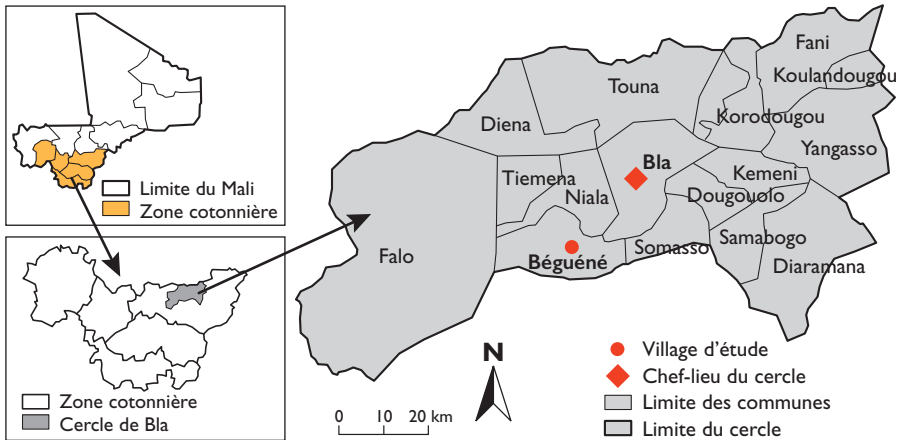 Limite du Mali
Zone cotonnière
Zone cotonnière
Cercle de Bla
Fani
Koulandougou
Touna
Korodougou
Diena
Yangasso
Bla
Kemeni
Tiemena
Niala
Dougouolo
Samabogo
Somasso
Falo
Béguéné
Diaramana
N
0 10 20 km
Village d'étude
Chef-lieu du cercle
Limite des communes
Limite du cercle